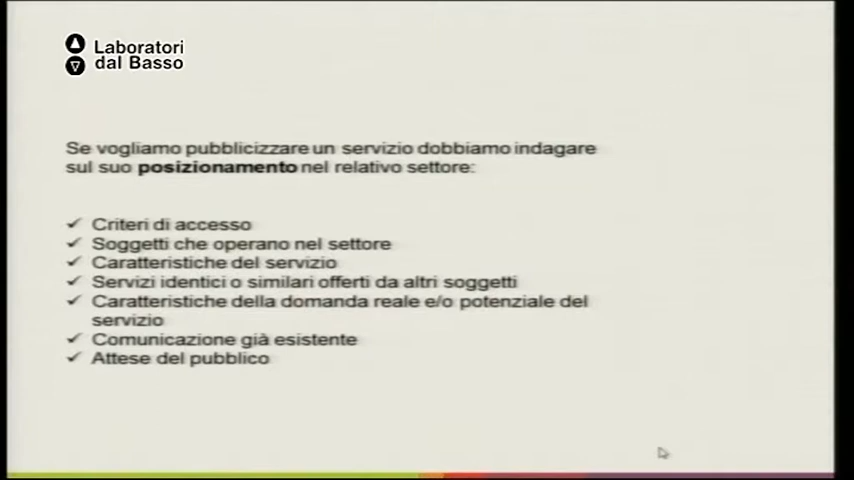 Laboratori
dal Basso
Se vogliamo pubblicizzare un servizio dobbiamo indagare
sul suo posizionamento nel relativo settore:
Criteri di accesso
Soggetti che operano nel settore
Caratteristiche del servizio
Servizi identici o similari offerti da altri soggetti
Caratteristiche della domanda reale e/o potenziale del
servizio
Comunicazione già esistente
Attese del pubblico